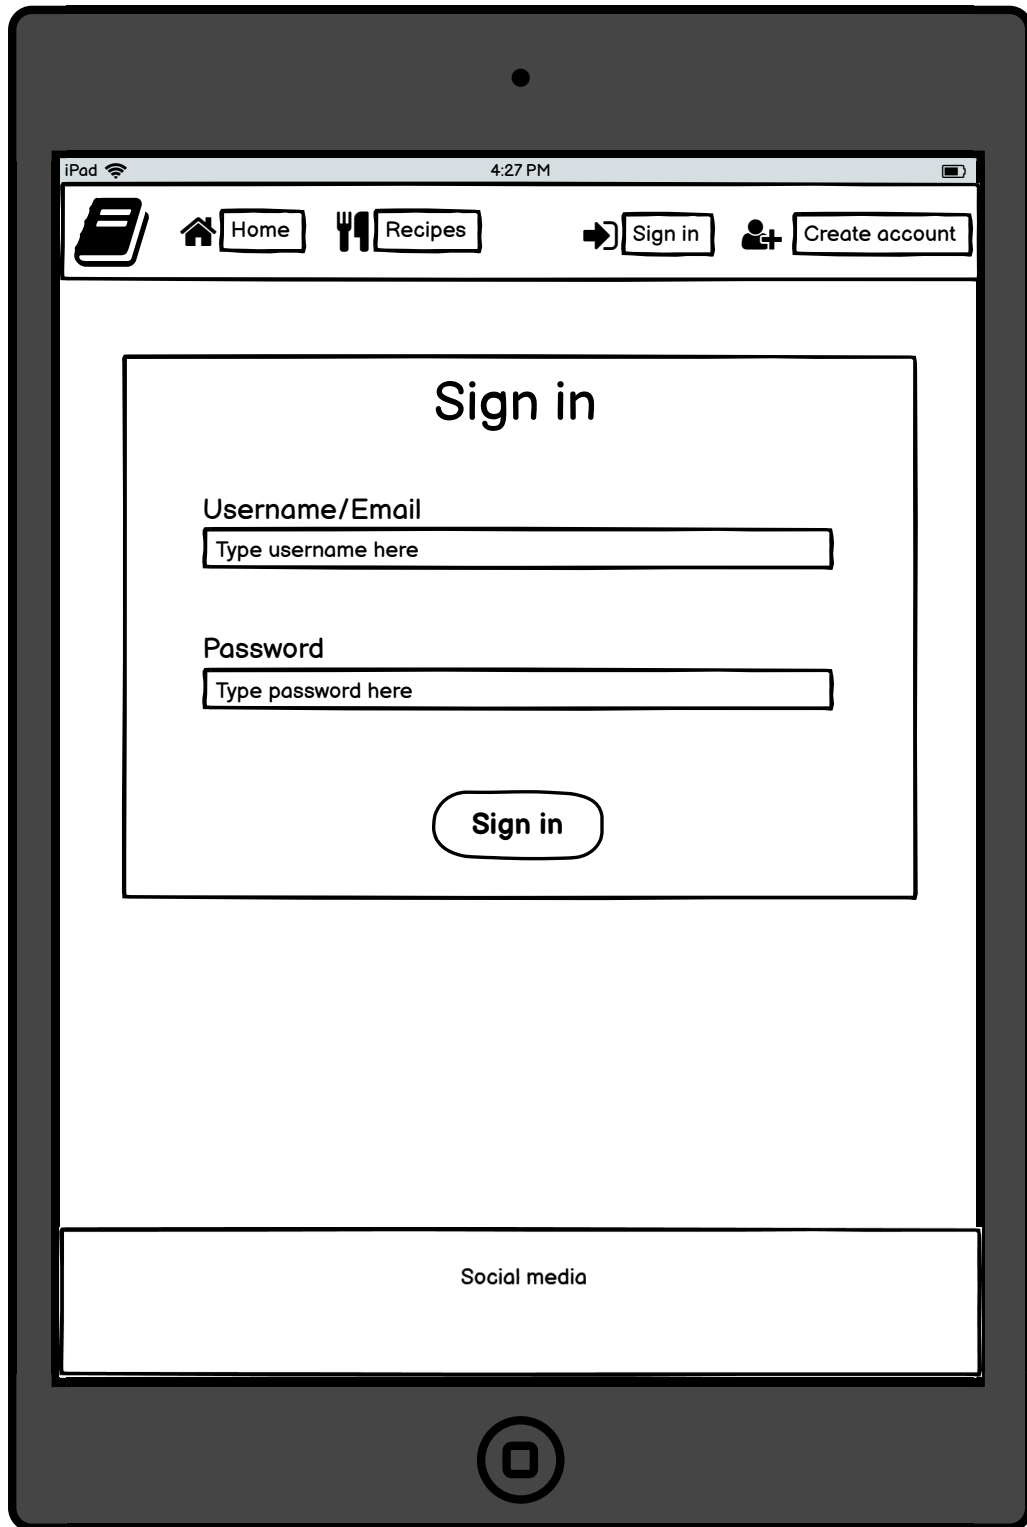 iPad 4:27 PM
Home Recipes Sign in Create account
Sign in
Username/Email
Type username here
Password
Type password here
Sign in
Social media